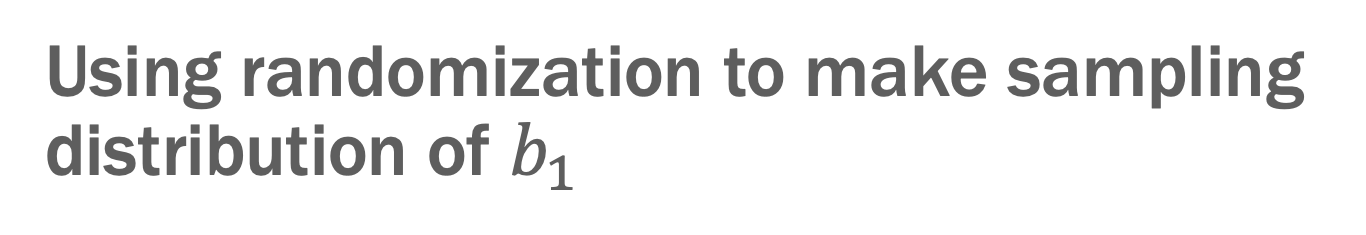 Using randomization to make sampling
distribution of b₁